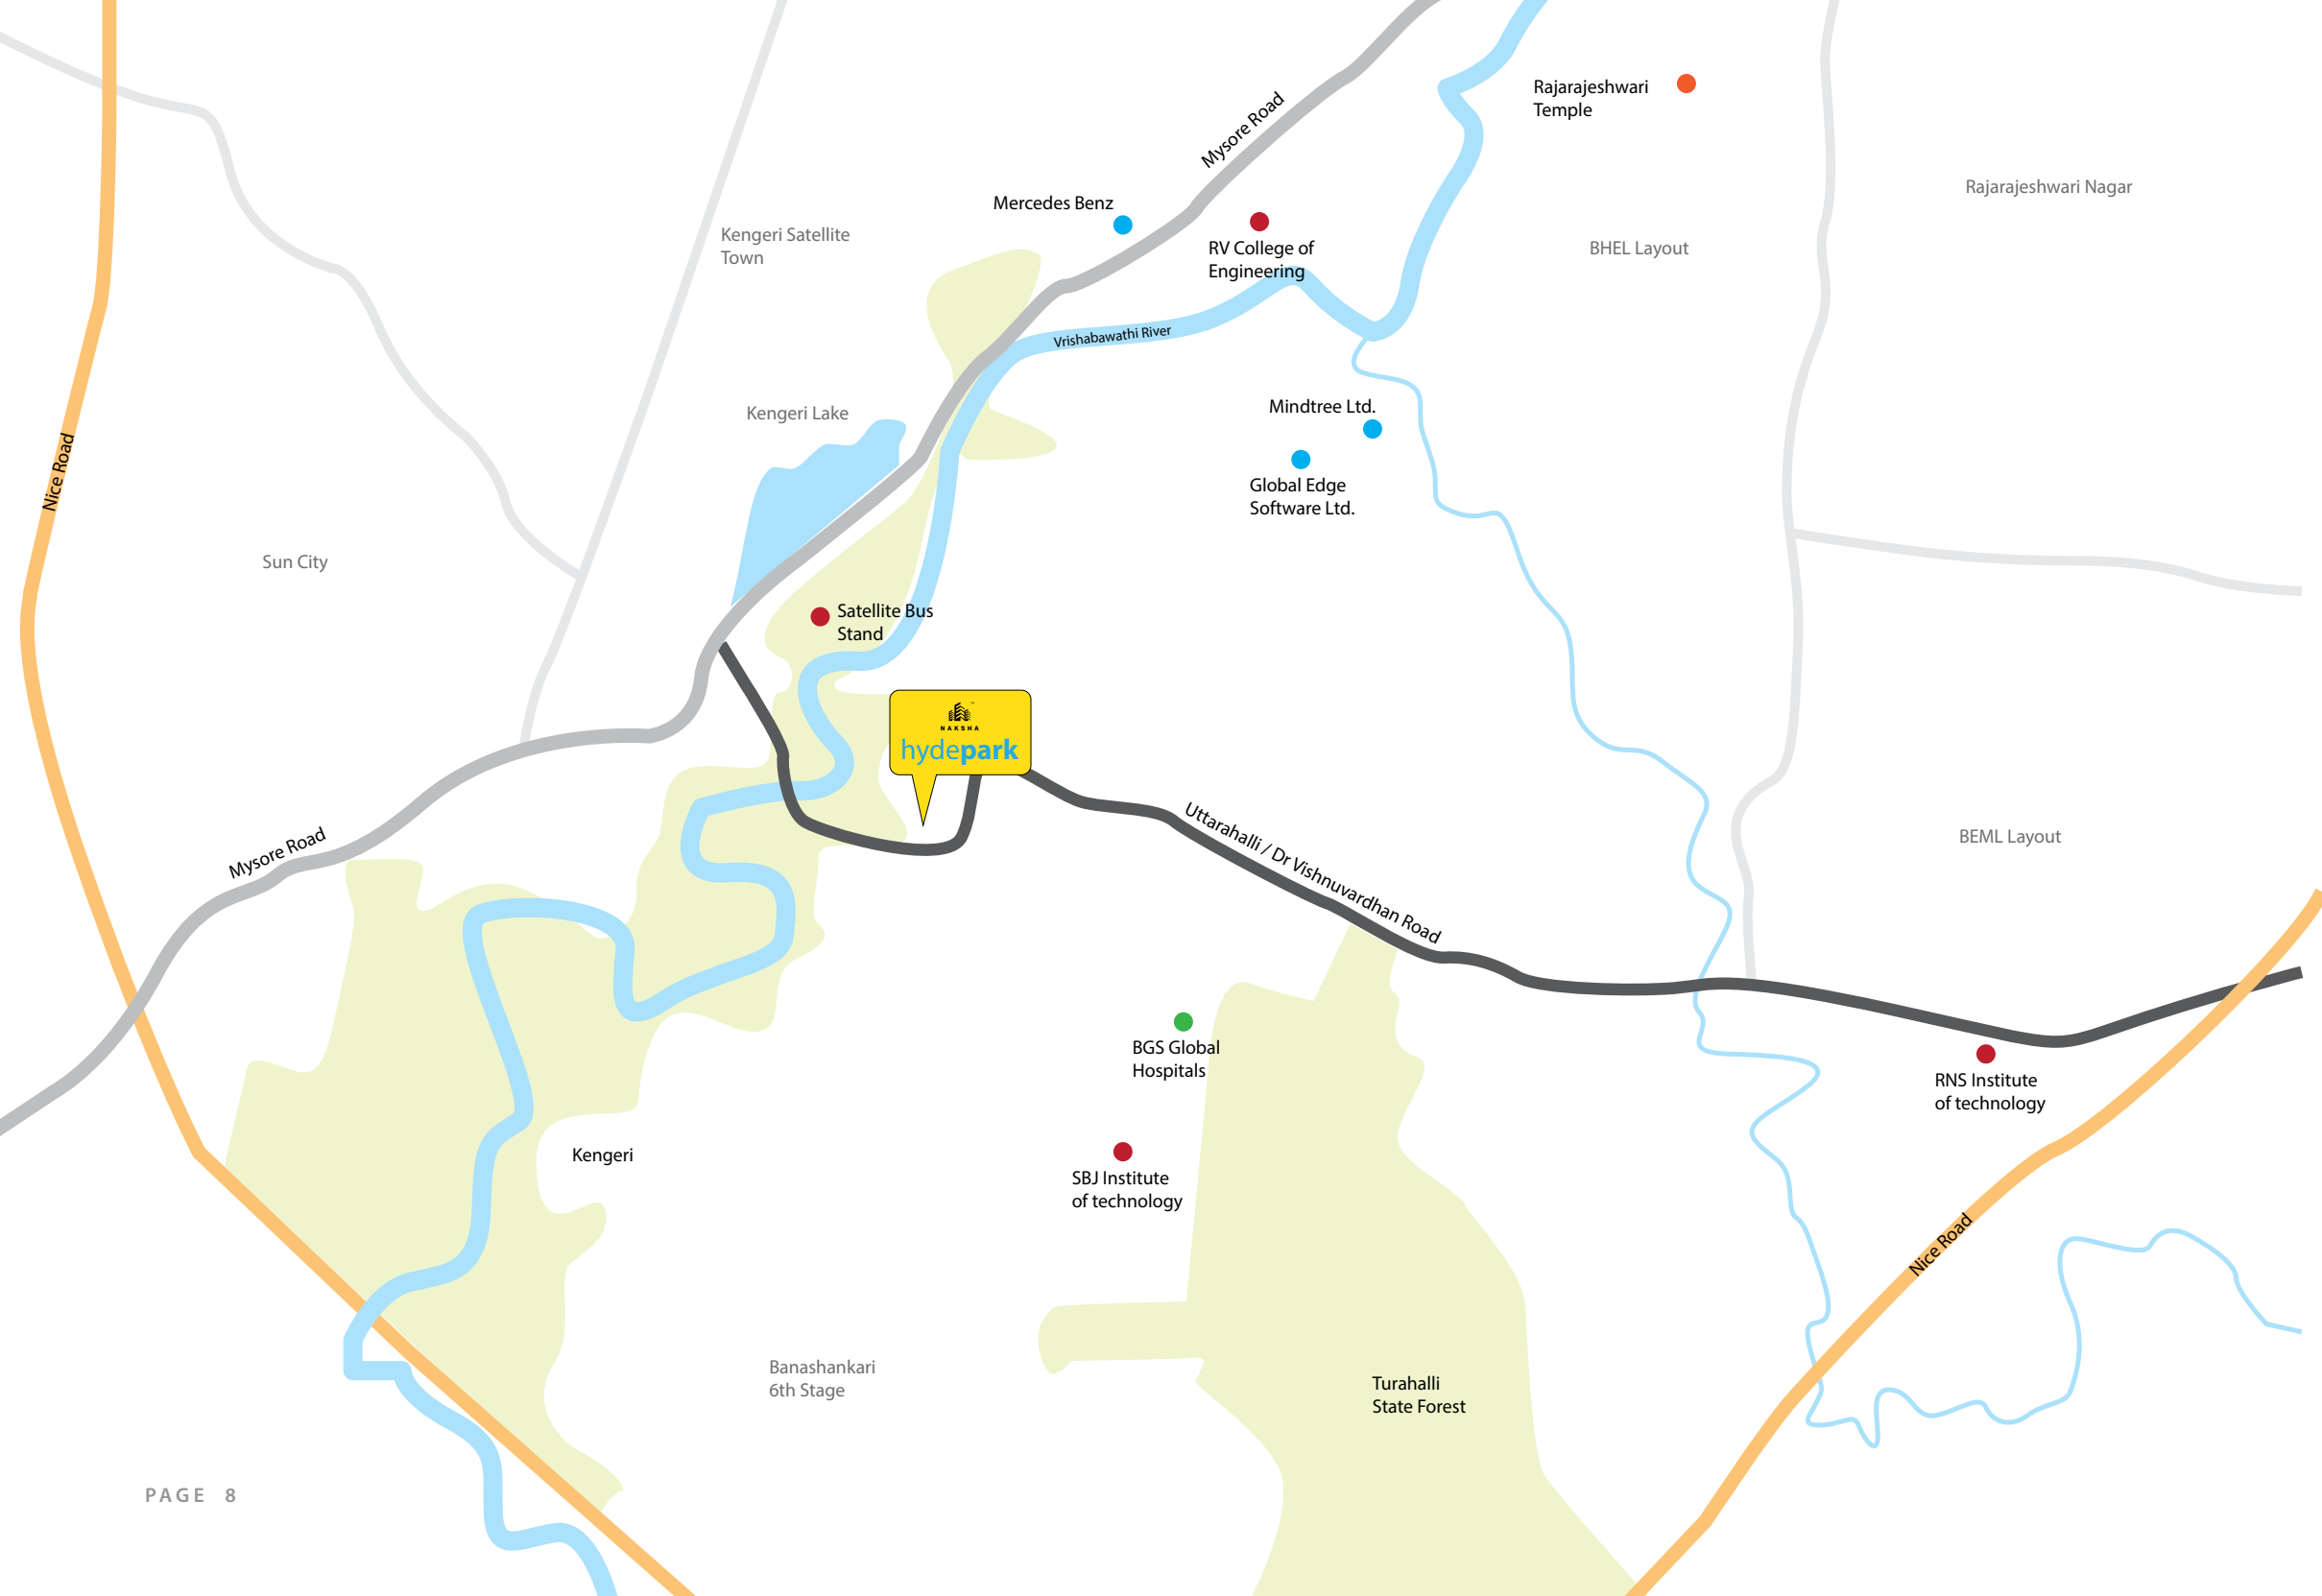 Mysore Road
Rajarajeshwari
Temple
Rajarajeshwari Nagar
Mercedes Benz
Kengeri Satellite
Town
RV College of
Engineering
BHEL Layout
Vrishabawathi River
Kengeri Lake
Mindtree Ltd.
Nice Road
Global Edge
Software Ltd.
Sun City
Satellite Bus
Stand
NAKSHA
TM
hydepark
Uttarahalli / Dr Vishnuvardhan Road
Mysore Road
BEML Layout
BGS Global
Hospitals
RNS Institute
of technology
Kengeri
SBJ Institute
of technology
Nice Road
Banashankari
6th Stage
Turahalli
State Forest
PAGE 8